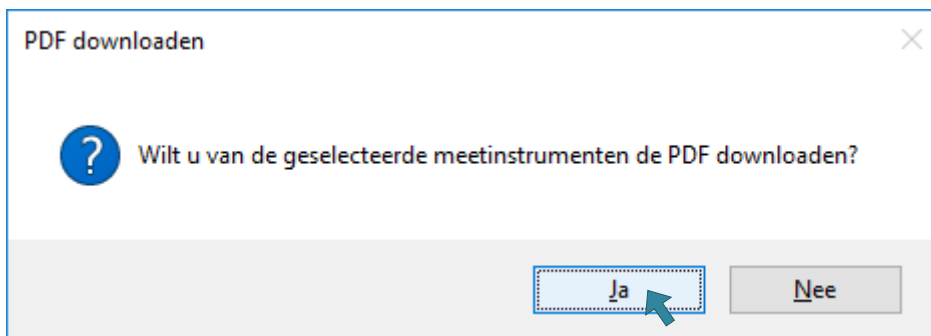 PDF downloaden
Wilt u van de geselecteerde meetinstrumenten de PDF downloaden?
Ja
Nee